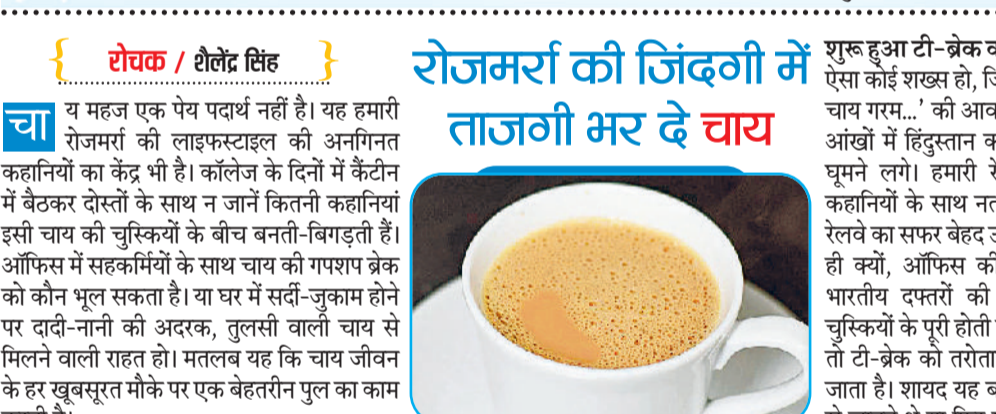 रोचक / शैलेंद्र सिंह
रोजमर्रा की जिंदगी में
ताजगी भर दे चाय
चाय महज एक पेय पदार्थ नहीं है। यह हमारी
रोजमर्रा की लाइफस्टाइल की अनगिनत
कहानियों का केंद्र भी है। कॉलेज के दिनों में कैंटीन
में बैठकर दोस्तों के साथ न जानें कितनी कहानियां
इसी चाय की चुस्कियों के बीच बनती-बिगड़ती हैं।
ऑफिस में सहकर्मियों के साथ चाय की गपशप ब्रेक
को कौन भूल सकता है। या घर में सर्दी-जुकाम होने
पर दादी-नानी की अदरक, तुलसी वाली चाय से
मिलने वाली राहत हो। मतलब यह कि चाय जीवन
के हर खूबसूरत मौके पर एक बेहतरीन पुल का काम
शुरू हुआ टी-ब्रेक
ऐसा कोई शख्स हो,
चाय गरम...' की
आंखों में हिंदुस्तान
घूमने लगे। हमारी
कहानियों के साथ
रेलवे का सफर बेहद
ही क्यों, ऑफिस की
भारतीय दफ्तरों की
चुस्कियों के पूरी होती
तो टी-ब्रेक को
जाता है। शायद यह